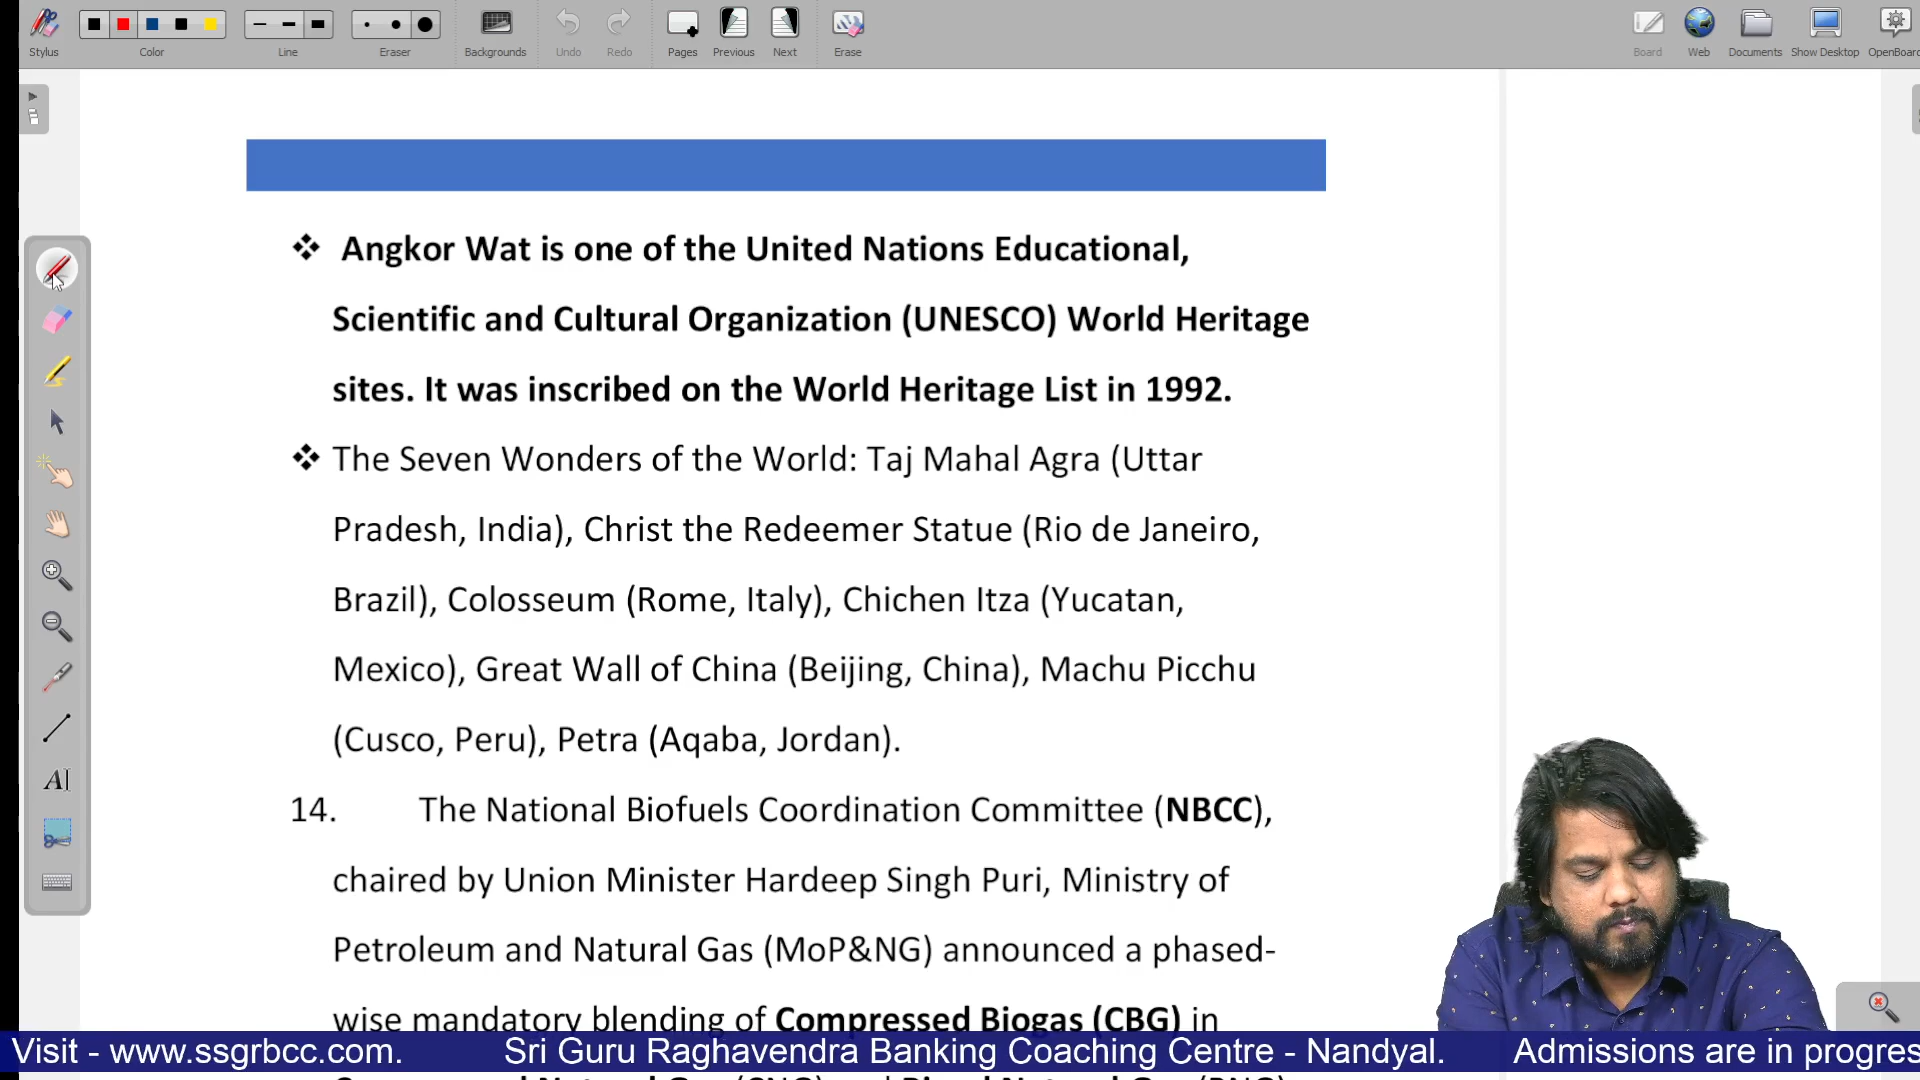 Stylus
Color
Line
Eraser
Backgrounds
Undo
Redo
Pages
Previous
Next
Erase
Board
Web
Documents
Show Desktop
OpenBoar
❖ Angkor Wat is one of the United Nations Educational,
Scientific and Cultural Organization (UNESCO) World Heritage
sites. It was inscribed on the World Heritage List in 1992.
❖ The Seven Wonders of the World: Taj Mahal Agra (Uttar
Pradesh, India), Christ the Redeemer Statue (Rio de Janeiro,
Brazil), Colosseum (Rome, Italy), Chichen Itza (Yucatan,
Mexico), Great Wall of China (Beijing, China), Machu Picchu
(Cusco, Peru), Petra (Aqaba, Jordan).
14. The National Biofuels Coordination Committee (NBCC),
chaired by Union Minister Hardeep Singh Puri, Ministry of
Petroleum and Natural Gas (MoP&NG) announced a phased-
wise mandatory blending of Compressed Biogas (CBG) in
Visit - www.ssgrbcc.com. Sri Guru Raghavendra Banking Coaching Centre - Nandyal. Admissions are in progres